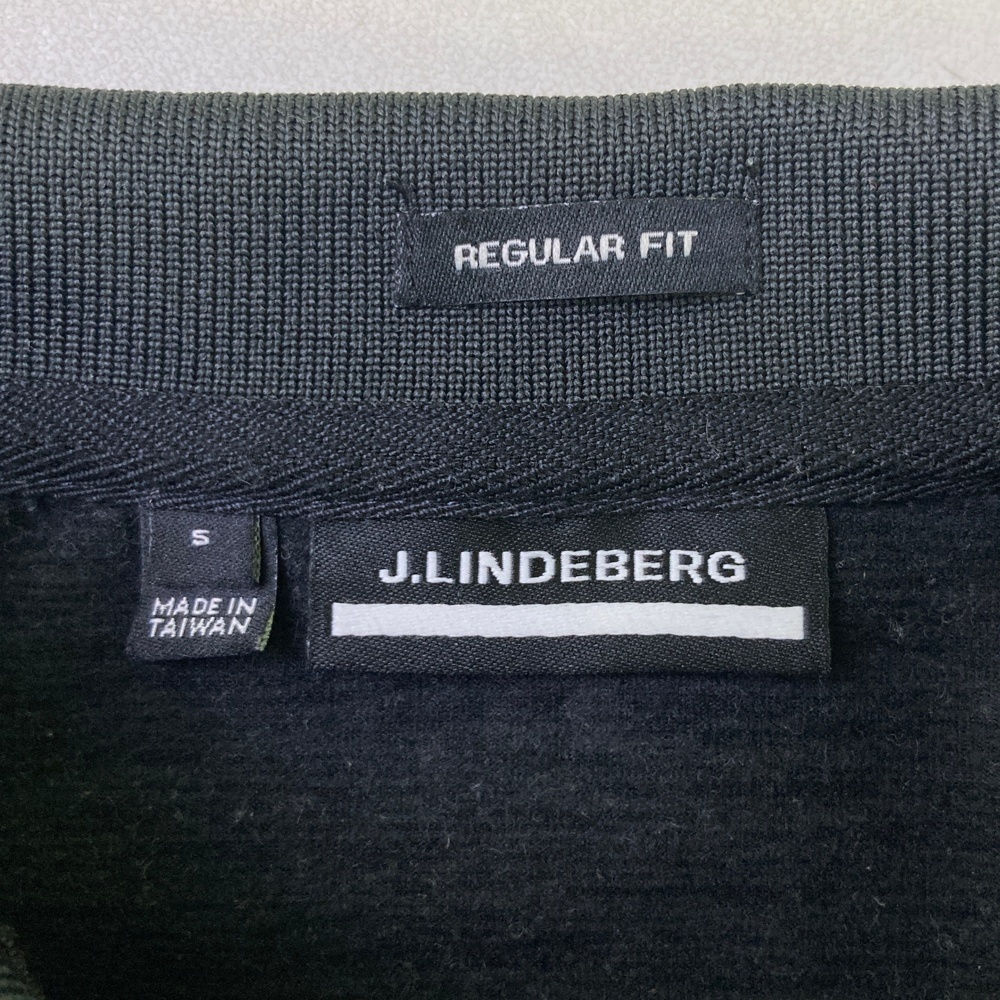 REGULAR FIT
S
MADE IN
TAIWAN
J.LINDEBERG